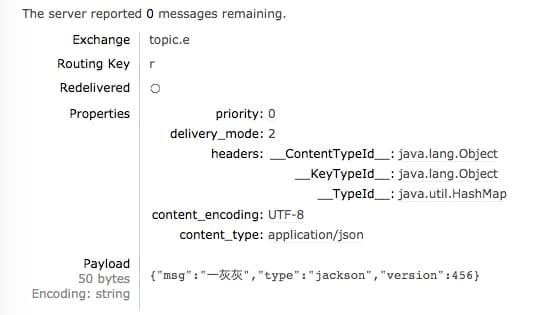 The server reported 0 messages remaining.
Exchange topic.e
Routing Key r
Redelivered ○
Properties priority: 0
delivery_mode: 2
headers: __ContentTypeId__: java.lang.Object
__KeyTypeId__: java.lang.Object
__TypeId__: java.util.HashMap
content_encoding: UTF-8
content_type: application/json
Payload
50 bytes
Encoding: string
{"msg":"一灰灰","type":"jackson","version":456}